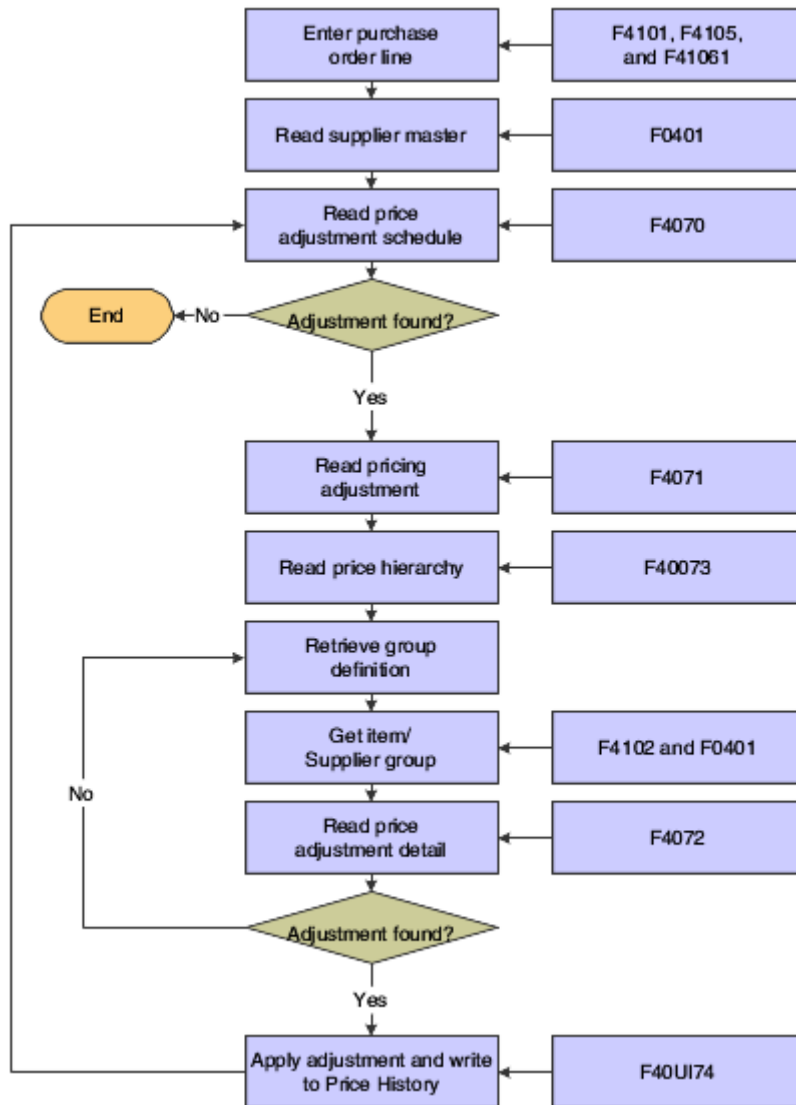 Enter purchase
order line
F4101, F4105,
and F41061
Read supplier master
F0401
Read price
adjustment schedule
F4070
End
No
Adjustment found?
Yes
Read pricing
adjustment
F4071
Read price hierarchy
F40073
Retrieve group
definition
Get item/
Supplier group
F4102 and F0401
No
Read price
adjustment detail
F4072
Adjustment found?
Yes
Apply adjustment and write
to Price History
F40UI74